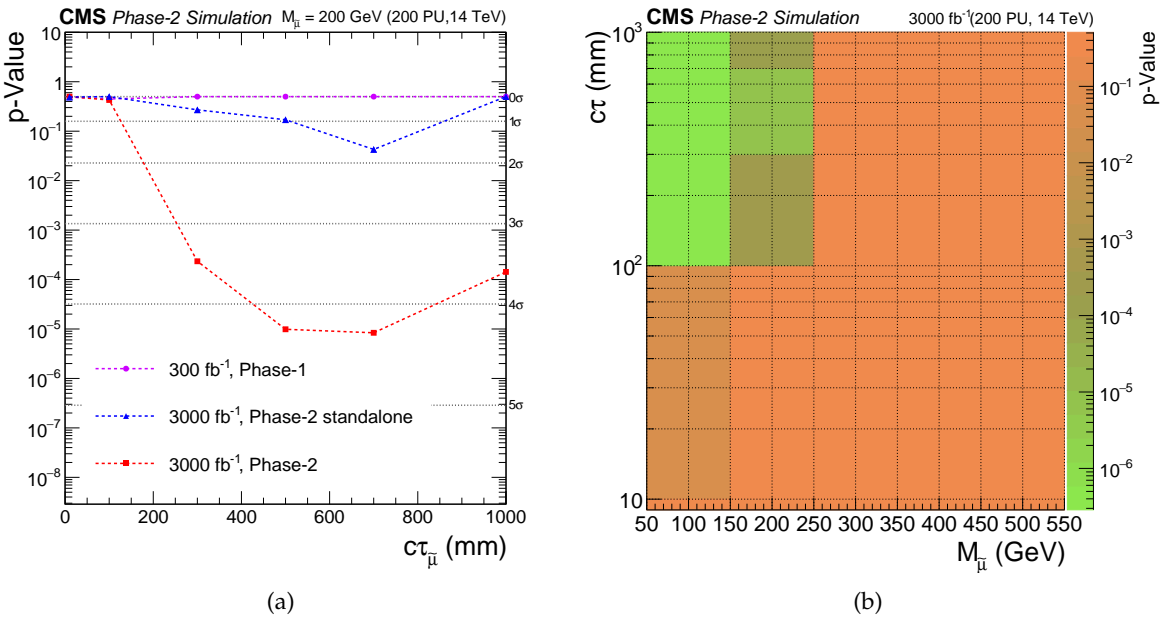 CMS Phase-2 Simulation M_μ̃ = 200 GeV (200 PU,14 TeV)
p-Value
10
1
10⁻¹
10⁻²
10⁻³
10⁻⁴
10⁻⁵
10⁻⁶
10⁻⁷
10⁻⁸
0σ
1σ
2σ
3σ
4σ
5σ
300 fb⁻¹, Phase-1
3000 fb⁻¹, Phase-2 standalone
3000 fb⁻¹, Phase-2
0 200 400 600 800 1000
cτ_μ̃ (mm)
(a)
CMS Phase-2 Simulation 3000 fb⁻¹(200 PU, 14 TeV)
cτ (mm)
10³
10²
10
50 100 150 200 250 300 350 400 450 500 550
M_μ̃ (GeV)
p-Value
10⁻¹
10⁻²
10⁻³
10⁻⁴
10⁻⁵
10⁻⁶
(b)